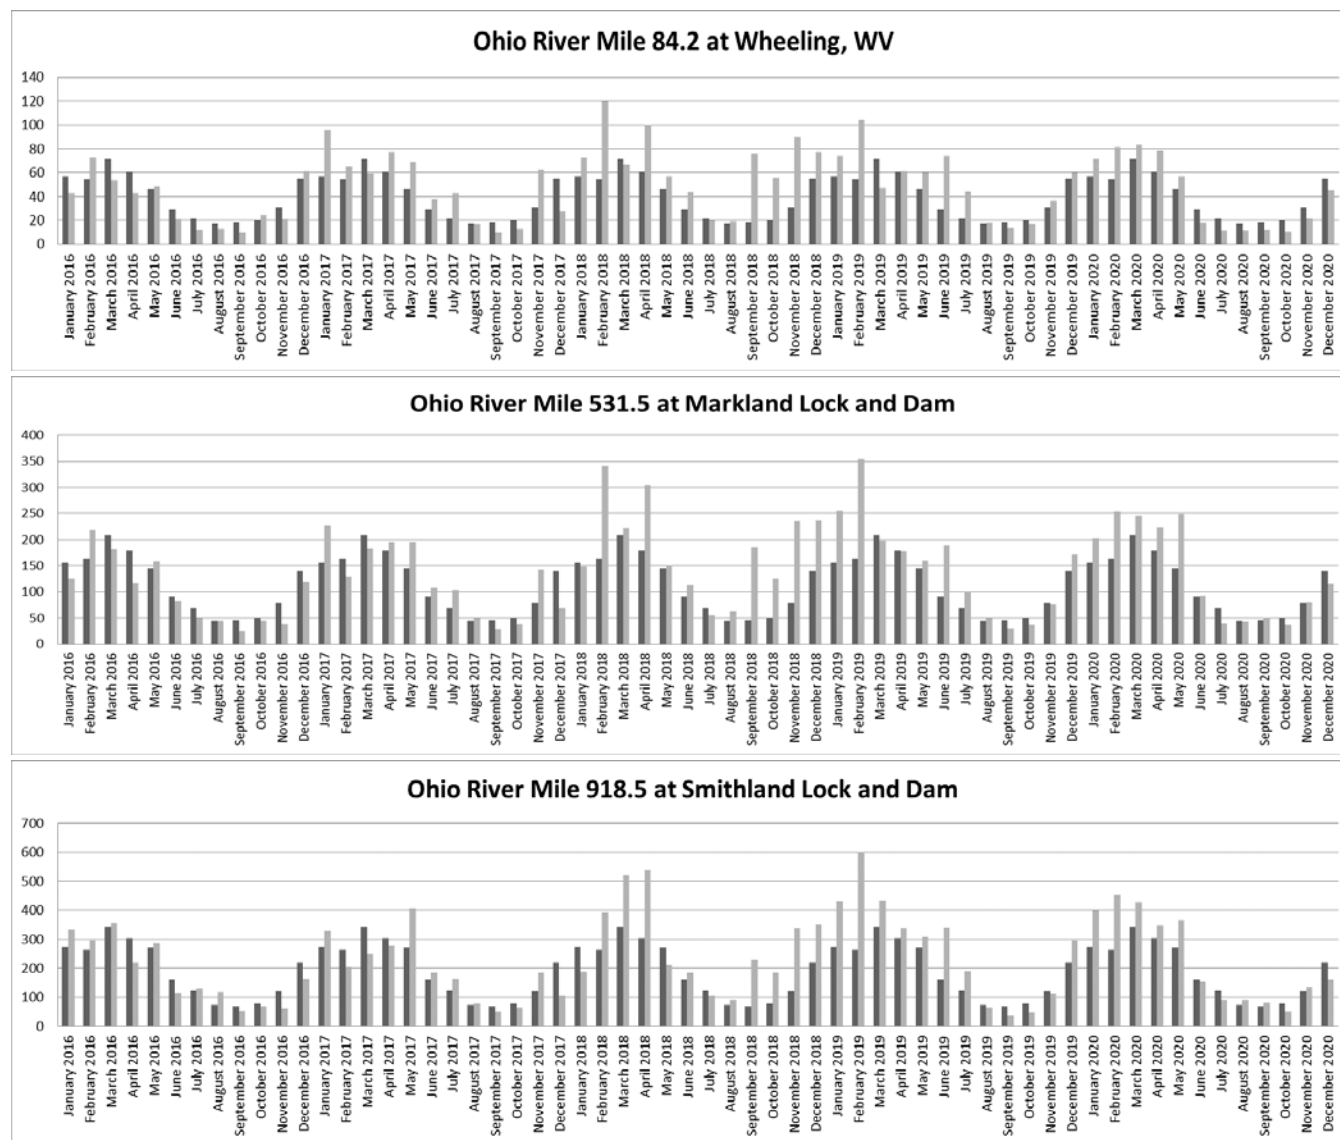 Ohio River Mile 84.2 at Wheeling, WV
140
120
100
80
60
40
20
0
January 2016
February 2016
March 2016
April 2016
May 2016
June 2016
July 2016
August 2016
September 2016
October 2016
November 2016
December 2016
January 2017
February 2017
March 2017
April 2017
May 2017
June 2017
July 2017
August 2017
September 2017
October 2017
November 2017
December 2017
January 2018
February 2018
March 2018
April 2018
May 2018
June 2018
July 2018
August 2018
September 2018
October 2018
November 2018
December 2018
January 2019
February 2019
March 2019
April 2019
May 2019
June 2019
July 2019
August 2019
September 2019
October 2019
November 2019
December 2019
January 2020
February 2020
March 2020
April 2020
May 2020
June 2020
July 2020
August 2020
September 2020
October 2020
November 2020
December 2020
Ohio River Mile 531.5 at Markland Lock and Dam
400
350
300
250
200
150
100
50
0
January 2016
February 2016
March 2016
April 2016
May 2016
June 2016
July 2016
August 2016
September 2016
October 2016
November 2016
December 2016
January 2017
February 2017
March 2017
April 2017
May 2017
June 2017
July 2017
August 2017
September 2017
October 2017
November 2017
December 2017
January 2018
February 2018
March 2018
April 2018
May 2018
June 2018
July 2018
August 2018
September 2018
October 2018
November 2018
December 2018
January 2019
February 2019
March 2019
April 2019
May 2019
June 2019
July 2019
August 2019
September 2019
October 2019
November 2019
December 2019
January 2020
February 2020
March 2020
April 2020
May 2020
June 2020
July 2020
August 2020
September 2020
October 2020
November 2020
December 2020
Ohio River Mile 918.5 at Smithland Lock and Dam
700
600
500
400
300
200
100
0
January 2016
February 2016
March 2016
April 2016
May 2016
June 2016
July 2016
August 2016
September 2016
October 2016
November 2016
December 2016
January 2017
February 2017
March 2017
April 2017
May 2017
June 2017
July 2017
August 2017
September 2017
October 2017
November 2017
December 2017
January 2018
February 2018
March 2018
April 2018
May 2018
June 2018
July 2018
August 2018
September 2018
October 2018
November 2018
December 2018
January 2019
February 2019
March 2019
April 2019
May 2019
June 2019
July 2019
August 2019
September 2019
October 2019
November 2019
December 2019
January 2020
February 2020
March 2020
April 2020
May 2020
June 2020
July 2020
August 2020
September 2020
October 2020
November 2020
December 2020